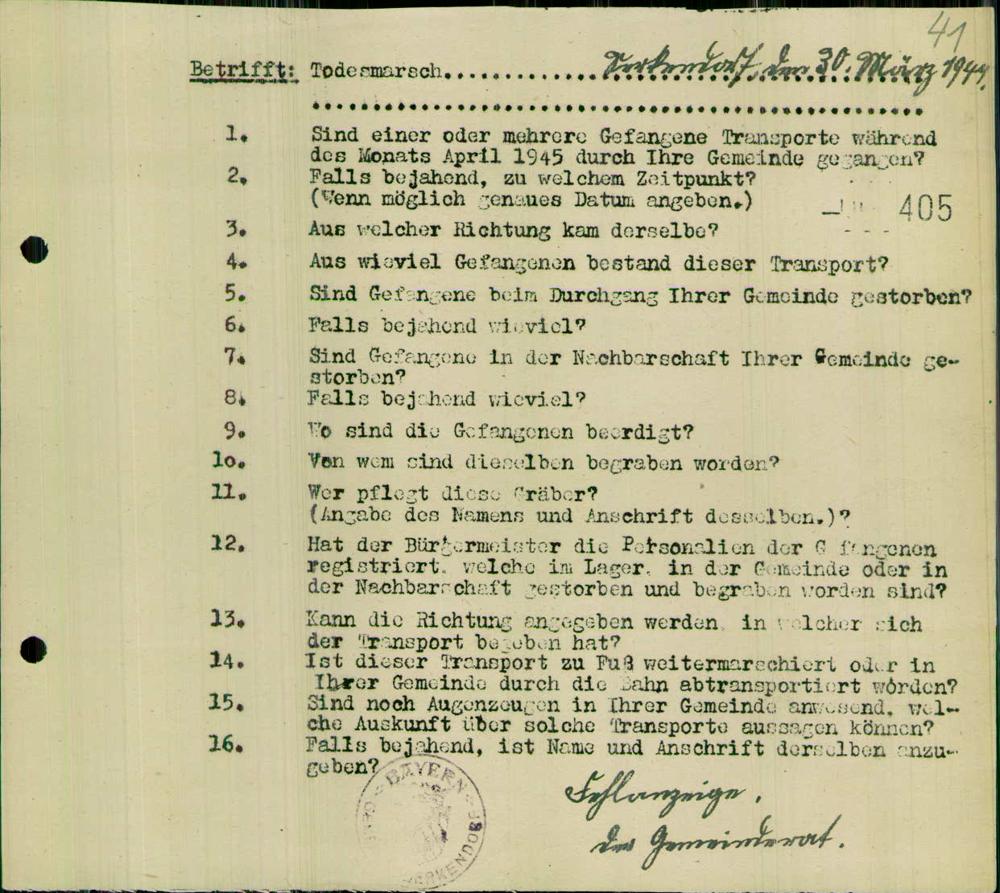 41
Betrifft: Todesmarsch............. Serkendorf, den 30. März 1947.
1. Sind einer oder mehrere Gefangene Transporte während
des Monats April 1945 durch Ihre Gemeinde gegangen?
2. Falls bejahend, zu welchem Zeitpunkt?
(Wenn möglich genaues Datum angeben.)
405
3. Aus welcher Richtung kam derselbe?
4. Aus wieviel Gefangenen bestand dieser Transport?
5. Sind Gefangene beim Durchgang Ihrer Gemeinde gestorben?
6. Falls bejahend wieviel?
7. Sind Gefangene in der Nachbarschaft Ihrer Gemeinde ge-
storben?
8. Falls bejahend wieviel?
9. Wo sind die Gefangenen beerdigt?
1o. Von wem sind dieselben begraben worden?
11. Wer pflegt diese Gräber?
(Angabe des Namens und Anschrift desselben.)?
12. Hat der Bürgermeister die Personalien der Gefangenen
registriert, welche im Lager, in der Gemeinde oder in
der Nachbarschaft gestorben und begraben worden sind?
13. Kann die Richtung angegeben werden, in welcher sich
der Transport begeben hat?
14. Ist dieser Transport zu Fuß weitermarschiert oder in
Ihrer Gemeinde durch die Bahn abtransportiert worden?
15. Sind noch Augenzeugen in Ihrer Gemeinde anwesend, wel-
che Auskunft über solche Transporte aussagen können?
16. Falls bejahend, ist Name und Anschrift derselben anzu-
geben?
BAYERN
SERKENDORF
Fehlanzeige.
Der Gemeinderat.